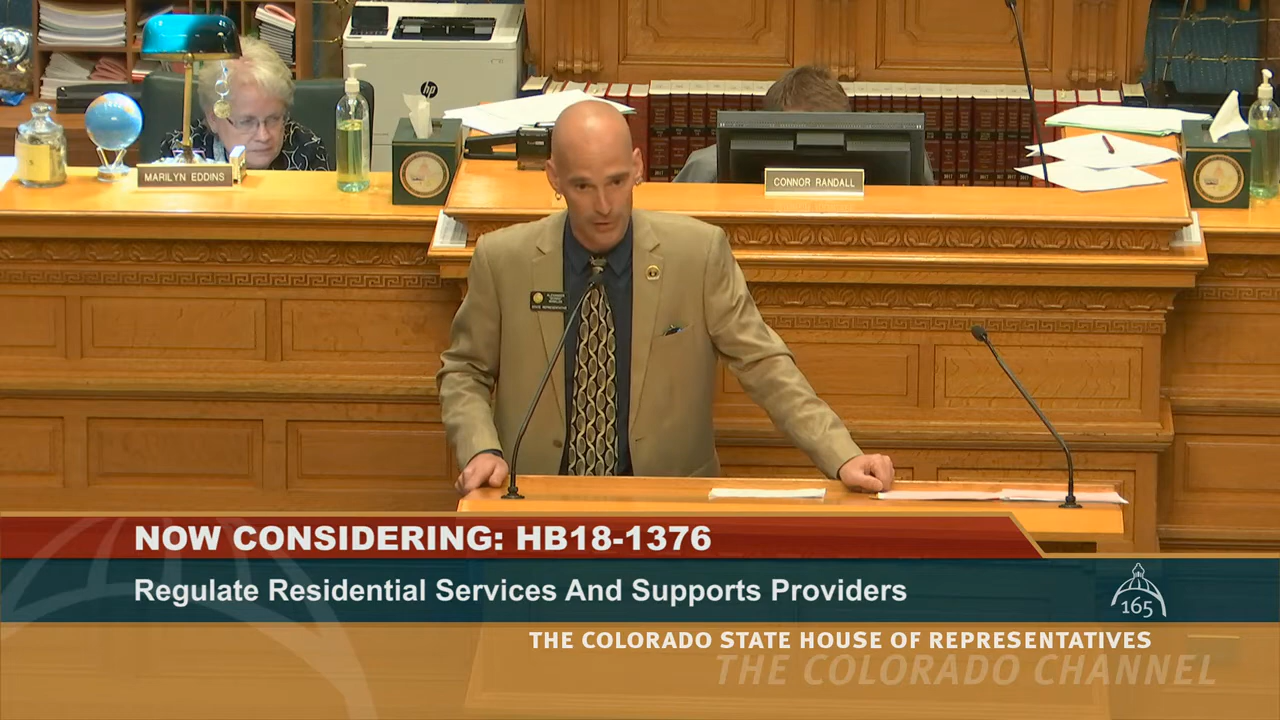 hp
MARILYN EDDINS
CONNOR RANDALL
NOW CONSIDERING: HB18-1376
Regulate Residential Services And Supports Providers
165
THE COLORADO STATE HOUSE OF REPRESENTATIVES
THE COLORADO CHANNEL